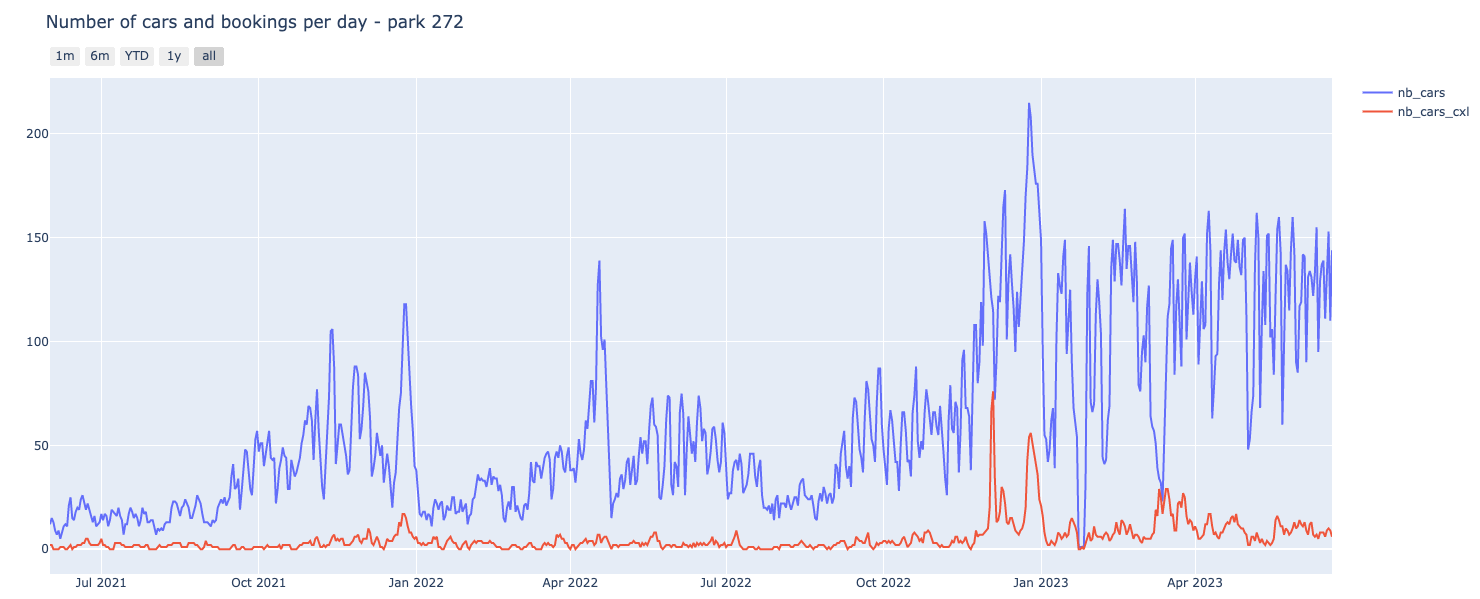 Number of cars and bookings per day - park 272
1m 6m YTD 1y all
nb_cars
nb_cars_cxl
200
150
100
50
0
Jul 2021 Oct 2021 Jan 2022 Apr 2022 Jul 2022 Oct 2022 Jan 2023 Apr 2023